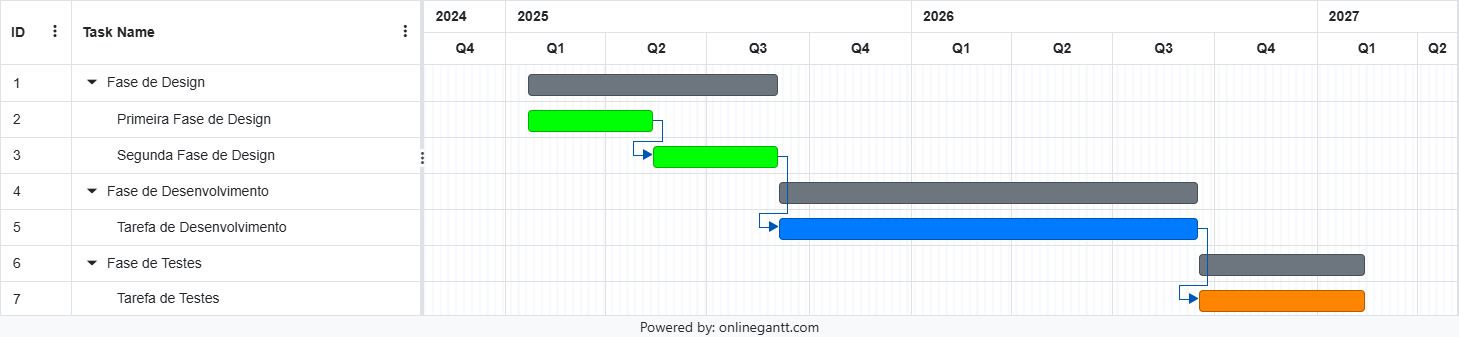 ID Task Name 2024 2025 2026 2027
Q4 Q1 Q2 Q3 Q4 Q1 Q2 Q3 Q4 Q1 Q2
1 Fase de Design
2 Primeira Fase de Design
3 Segunda Fase de Design
4 Fase de Desenvolvimento
5 Tarefa de Desenvolvimento
6 Fase de Testes
7 Tarefa de Testes
Powered by: onlinegantt.com